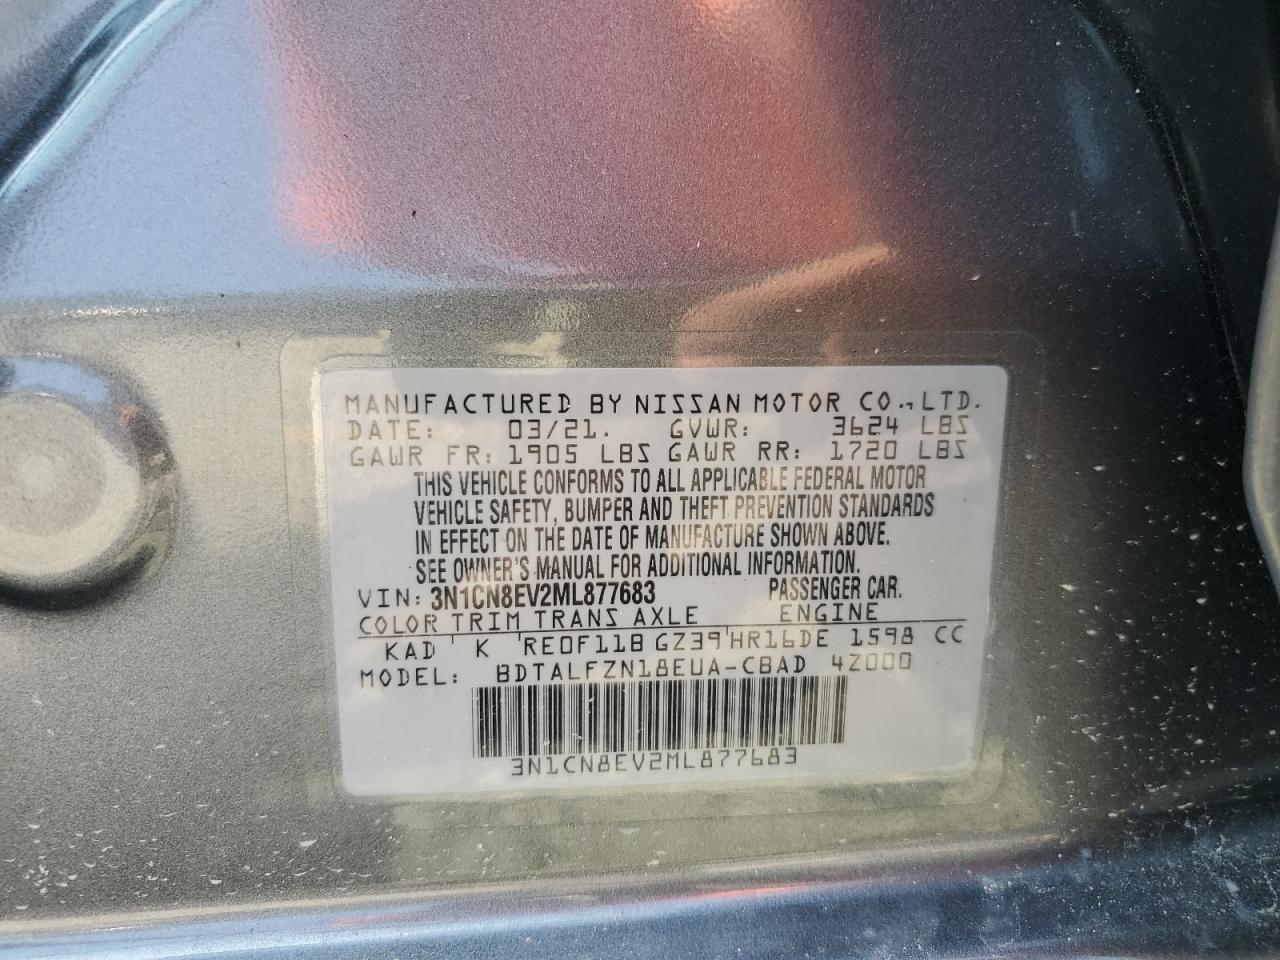 MANUFACTURED BY NISSAN MOTOR CO., LTD.
DATE: 03/21. GVWR: 3624 LBS
GAWR FR: 1905 LBS GAWR RR: 1720 LBS
THIS VEHICLE CONFORMS TO ALL APPLICABLE FEDERAL MOTOR
VEHICLE SAFETY, BUMPER AND THEFT PREVENTION STANDARDS
IN EFFECT ON THE DATE OF MANUFACTURE SHOWN ABOVE.
SEE OWNER'S MANUAL FOR ADDITIONAL INFORMATION.
VIN: 3N1CN8EV2ML877683 PASSENGER CAR.
COLOR TRIM TRANS AXLE ENGINE
KAD K RE0F11B GZ39 HR16DE 1598 CC
MODEL: BDTALFZN18EUA-CBAD 4Z000
3N1CN8EV2ML877683